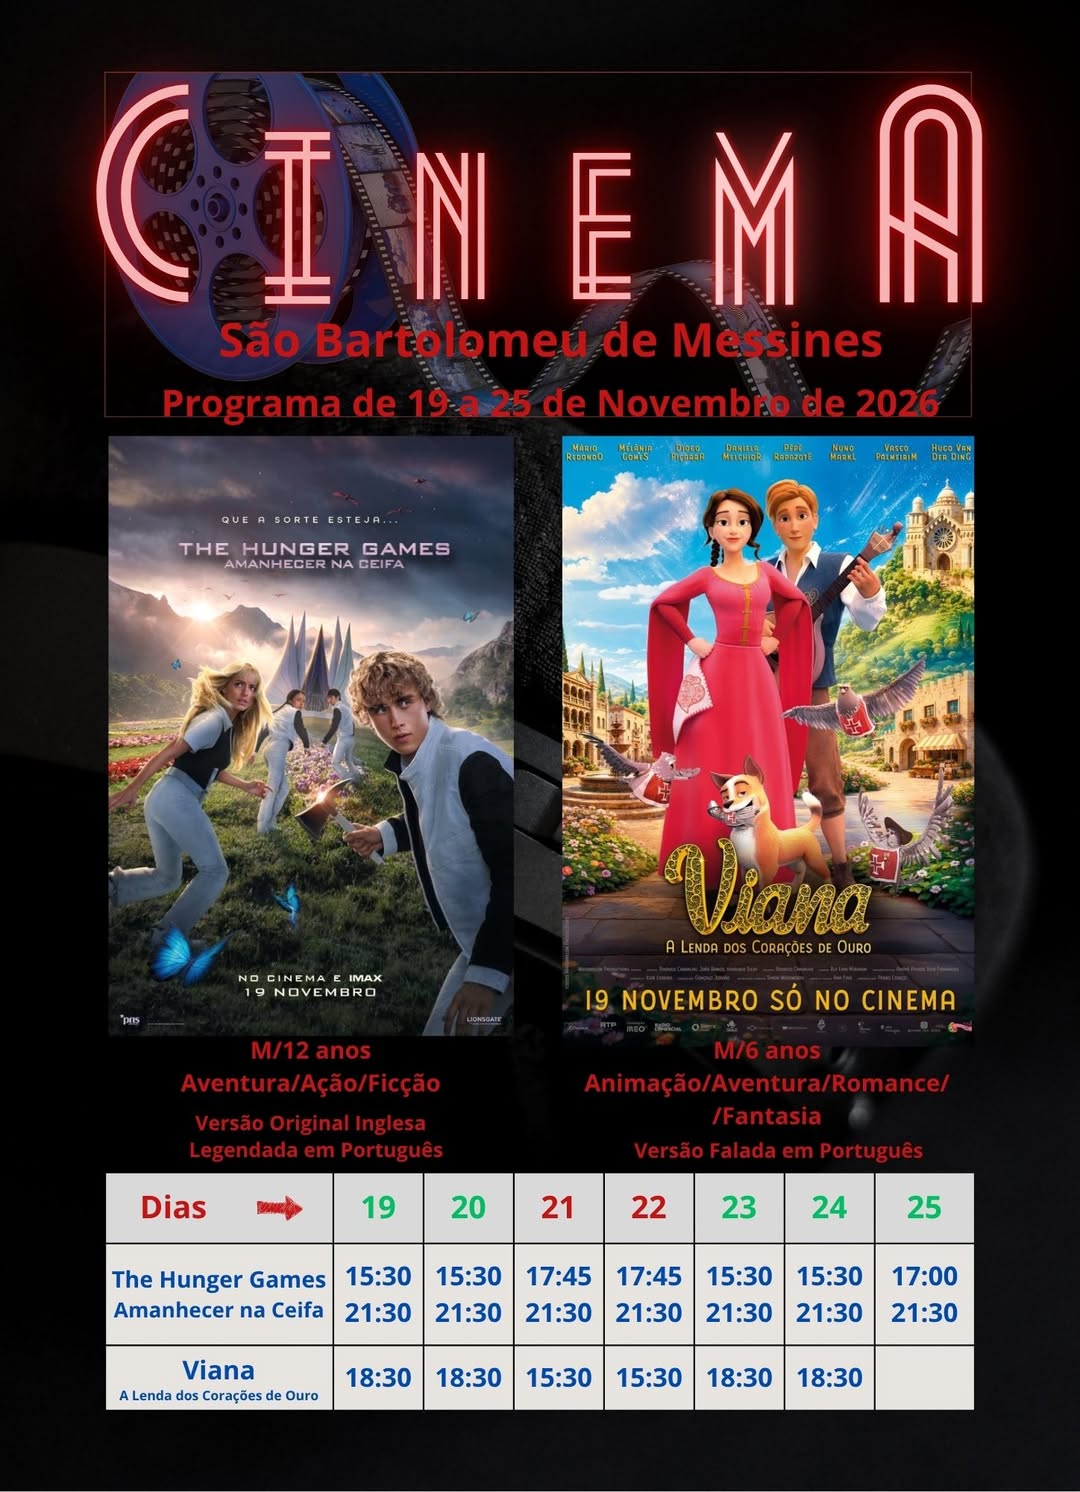 CINEMA
São Bartolomeu de Messines
Programa de 19 a 25 de Novembro de 2026
QUE A SORTE ESTEJA...
THE HUNGER GAMES
AMANHECER NA CEIFA
NO CINEMA E IMAX
19 NOVEMBRO
LIONSGATE
MÁRIO REDONDO MELÂNIA GOMES DIOGO PIÇARRA DANIELA MELCHIOR PÊPÊ RAPAZOTE NUNO MARKL VASCO PALMEIRIM HUGO VAN DER DING
Viana
A LENDA DOS CORAÇÕES DE OURO
19 NOVEMBRO SÓ NO CINEMA
RTP
M/12 anos
Aventura/Ação/Ficção
Versão Original Inglesa
Legendada em Português
M/6 anos
Animação/Aventura/Romance/
/Fantasia
Versão Falada em Português
Dias 19 20 21 22 23 24 25
The Hunger Games
Amanhecer na Ceifa
15:30 15:30 17:45 17:45 15:30 15:30 17:00
21:30 21:30 21:30 21:30 21:30 21:30 21:30
Viana
A Lenda dos Corações de Ouro
18:30 18:30 15:30 15:30 18:30 18:30